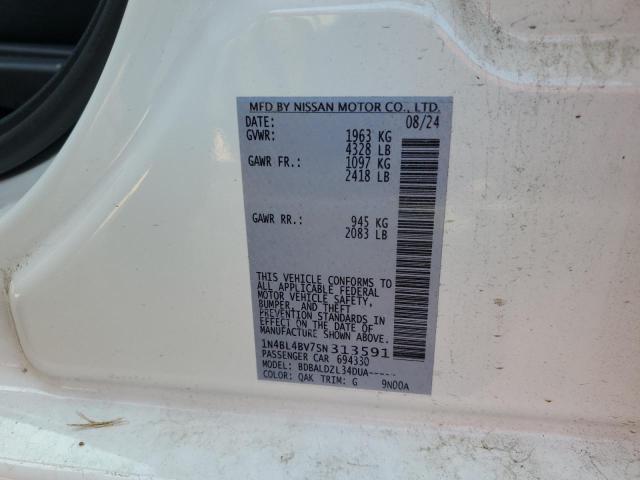 MFD BY NISSAN MOTOR CO., LTD.
DATE: 08/24
GVWR: 1963 KG
4328 LB
GAWR FR.: 1097 KG
2418 LB
GAWR RR.: 945 KG
2083 LB
THIS VEHICLE CONFORMS TO
ALL APPLICABLE FEDERAL
MOTOR VEHICLE SAFETY,
BUMPER, AND THEFT
PREVENTION STANDARDS IN
EFFECT ON THE DATE OF
MANUFACTURE SHOWN ABOVE.
1N4BL4BV7SN313591
PASSENGER CAR 694330
MODEL: BDBALDZL34DUA-----
COLOR: QAK TRIM: G 9N00A